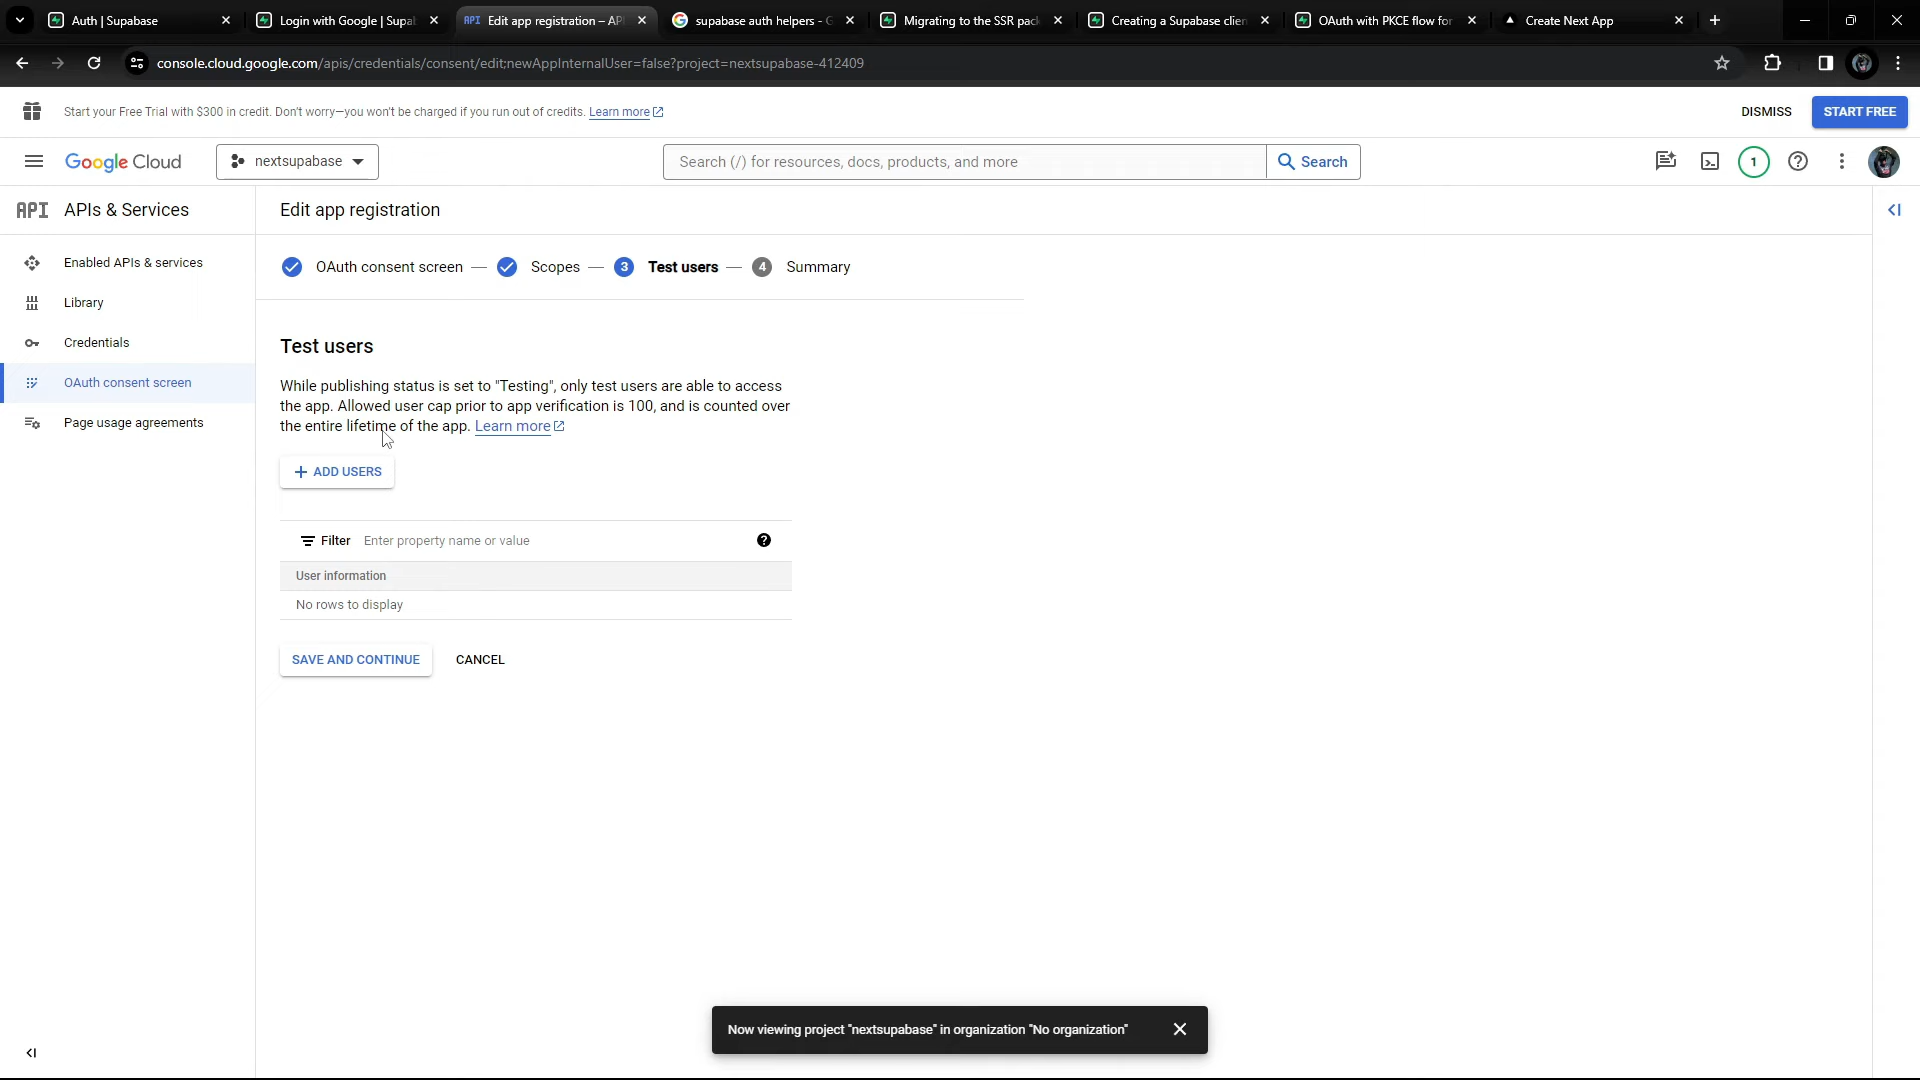 Auth | Supabase
Login with Google | Supab
API Edit app registration – AP
supabase auth helpers - G
Migrating to the SSR pack
Creating a Supabase clien
OAuth with PKCE flow for
Create Next App
console.cloud.google.com/apis/credentials/consent/edit;newAppInternalUser=false?project=nextsupabase-412409
Start your Free Trial with $300 in credit. Don't worry—you won't be charged if you run out of credits. Learn more
DISMISS
START FREE
Google Cloud
nextsupabase
Search (/) for resources, docs, products, and more
Search
1
API APIs & Services
Edit app registration
Enabled APIs & services
Library
Credentials
OAuth consent screen
Page usage agreements
OAuth consent screen — Scopes — 3 Test users — 4 Summary
Test users
While publishing status is set to "Testing", only test users are able to access
the app. Allowed user cap prior to app verification is 100, and is counted over
the entire lifetime of the app. Learn more
+ ADD USERS
Filter Enter property name or value
User information
No rows to display
SAVE AND CONTINUE
CANCEL
Now viewing project "nextsupabase" in organization "No organization"